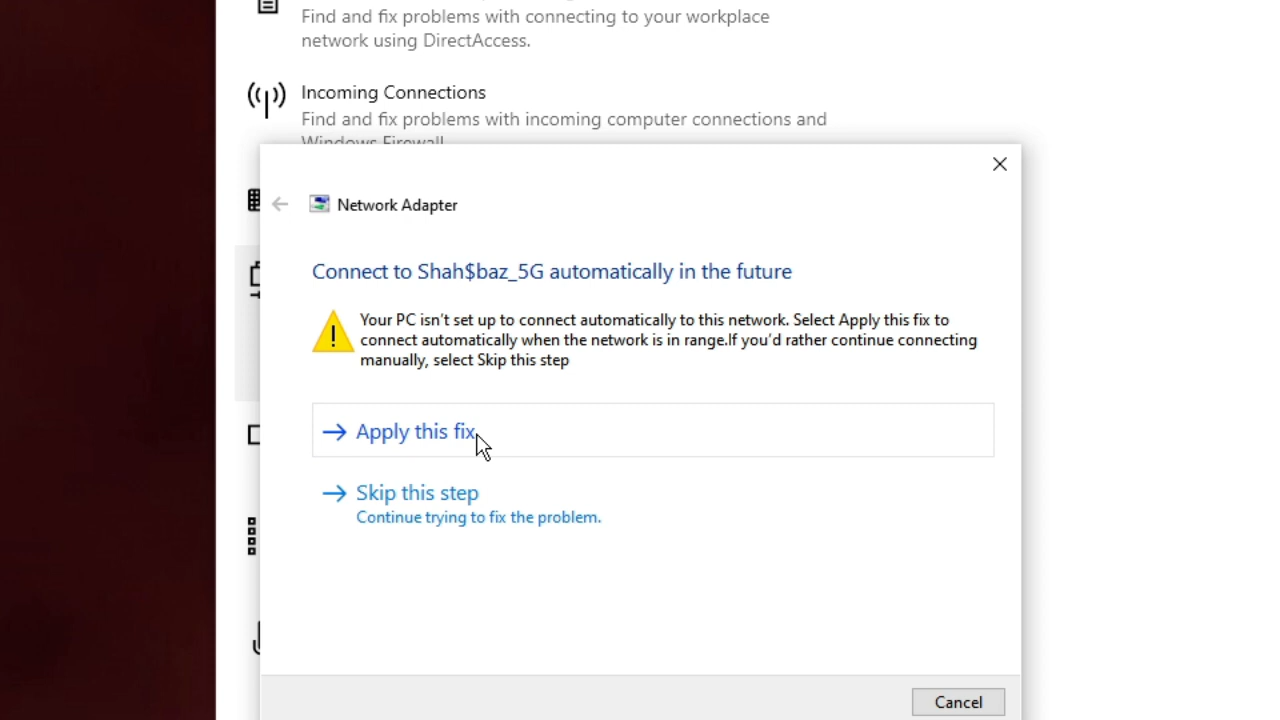 Find and fix problems with connecting to your workplace
network using DirectAccess.
Incoming Connections
Find and fix problems with incoming computer connections and
Windows Firewall.
Network Adapter
Connect to Shah$baz_5G automatically in the future
Your PC isn't set up to connect automatically to this network. Select Apply this fix to
connect automatically when the network is in range.If you'd rather continue connecting
manually, select Skip this step
Apply this fix
Skip this step
Continue trying to fix the problem.
Cancel